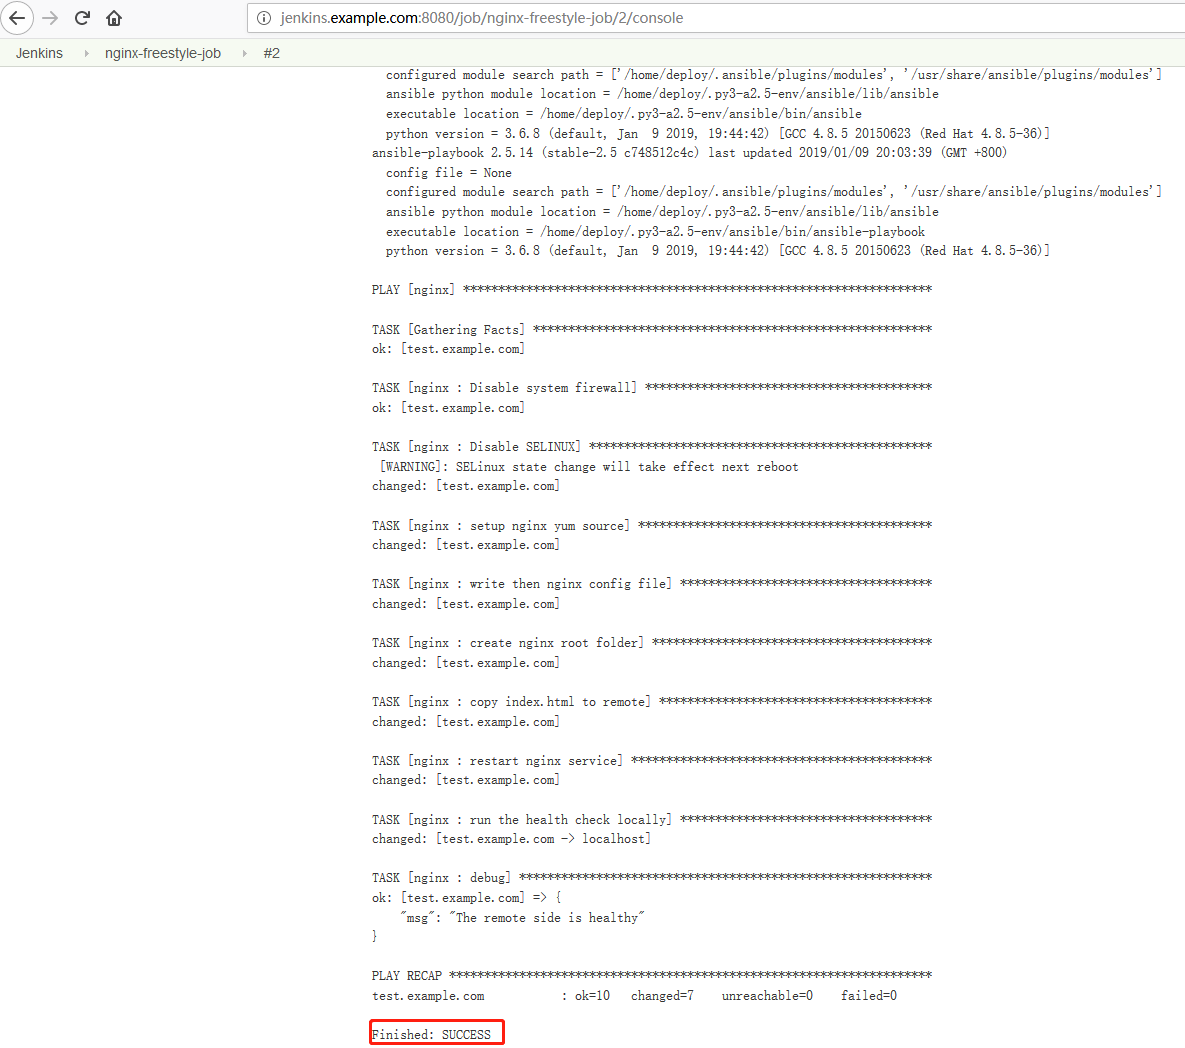 jenkins.example.com:8080/job/nginx-freestyle-job/2/console
Jenkins nginx-freestyle-job #2
configured module search path = ['/home/deploy/.ansible/plugins/modules', '/usr/share/ansible/plugins/modules']
ansible python module location = /home/deploy/.py3-a2.5-env/ansible/lib/ansible
executable location = /home/deploy/.py3-a2.5-env/ansible/bin/ansible
python version = 3.6.8 (default, Jan  9 2019, 19:44:42) [GCC 4.8.5 20150623 (Red Hat 4.8.5-36)]
ansible-playbook 2.5.14 (stable-2.5 c748512c4c) last updated 2019/01/09 20:03:39 (GMT +800)
config file = None
configured module search path = ['/home/deploy/.ansible/plugins/modules', '/usr/share/ansible/plugins/modules']
ansible python module location = /home/deploy/.py3-a2.5-env/ansible/lib/ansible
executable location = /home/deploy/.py3-a2.5-env/ansible/bin/ansible-playbook
python version = 3.6.8 (default, Jan  9 2019, 19:44:42) [GCC 4.8.5 20150623 (Red Hat 4.8.5-36)]
PLAY [nginx] *******************************************************************
TASK [Gathering Facts] *********************************************************
ok: [test.example.com]
TASK [nginx : Disable system firewall] *****************************************
ok: [test.example.com]
TASK [nginx : Disable SELINUX] *************************************************
[WARNING]: SELinux state change will take effect next reboot
changed: [test.example.com]
TASK [nginx : setup nginx yum source] ******************************************
changed: [test.example.com]
TASK [nginx : write then nginx config file] ************************************
changed: [test.example.com]
TASK [nginx : create nginx root folder] ****************************************
changed: [test.example.com]
TASK [nginx : copy index.html to remote] ***************************************
changed: [test.example.com]
TASK [nginx : restart nginx service] *******************************************
changed: [test.example.com]
TASK [nginx : run the health check locally] ************************************
changed: [test.example.com -> localhost]
TASK [nginx : debug] ***********************************************************
ok: [test.example.com] => {
"msg": "The remote side is healthy"
}
PLAY RECAP *********************************************************************
test.example.com           : ok=10   changed=7    unreachable=0    failed=0
Finished: SUCCESS